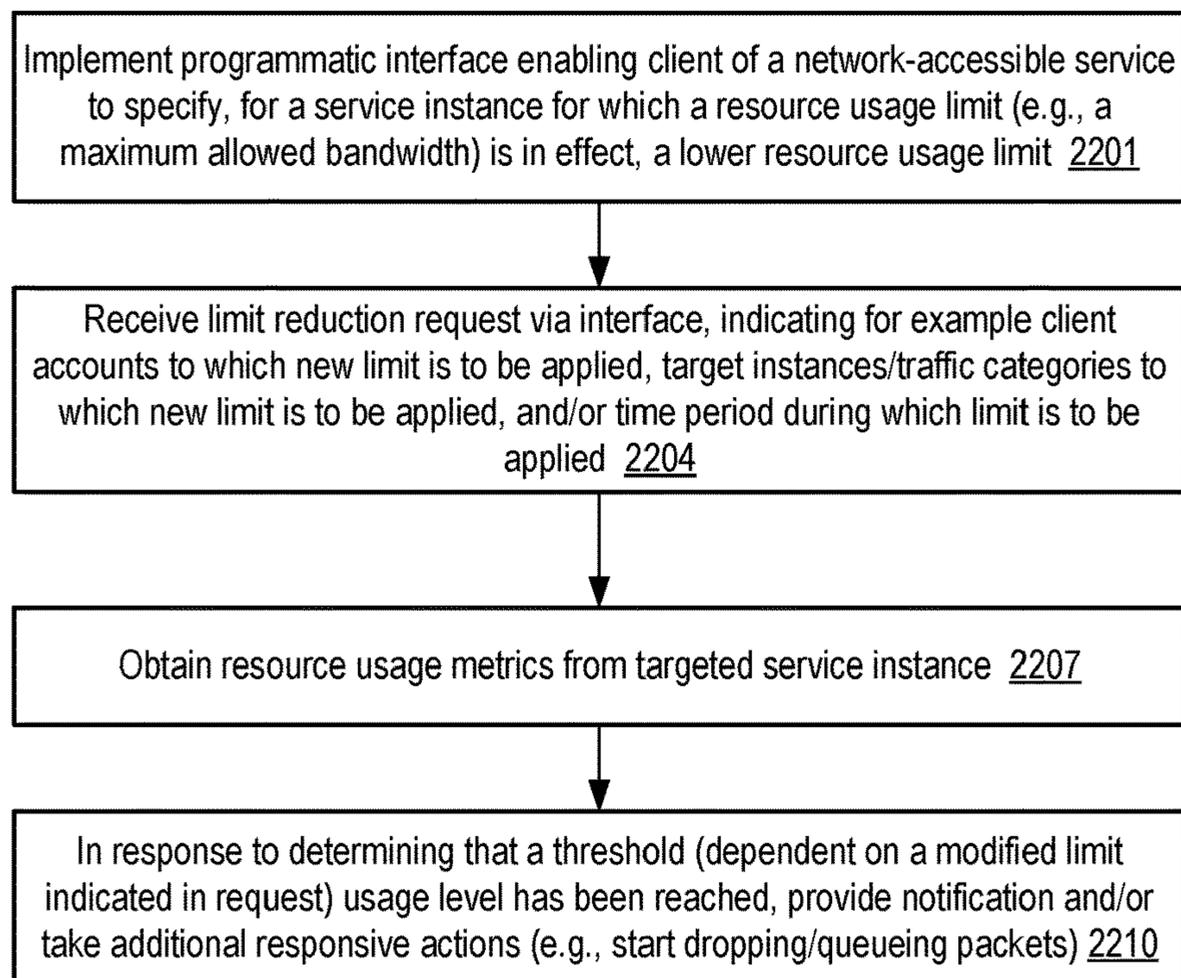 Implement programmatic interface enabling client of a network-accessible service
to specify, for a service instance for which a resource usage limit (e.g., a
maximum allowed bandwidth) is in effect, a lower resource usage limit 2201
Receive limit reduction request via interface, indicating for example client
accounts to which new limit is to be applied, target instances/traffic categories to
which new limit is to be applied, and/or time period during which limit is to be
applied 2204
Obtain resource usage metrics from targeted service instance 2207
In response to determining that a threshold (dependent on a modified limit
indicated in request) usage level has been reached, provide notification and/or
take additional responsive actions (e.g., start dropping/queueing packets) 2210